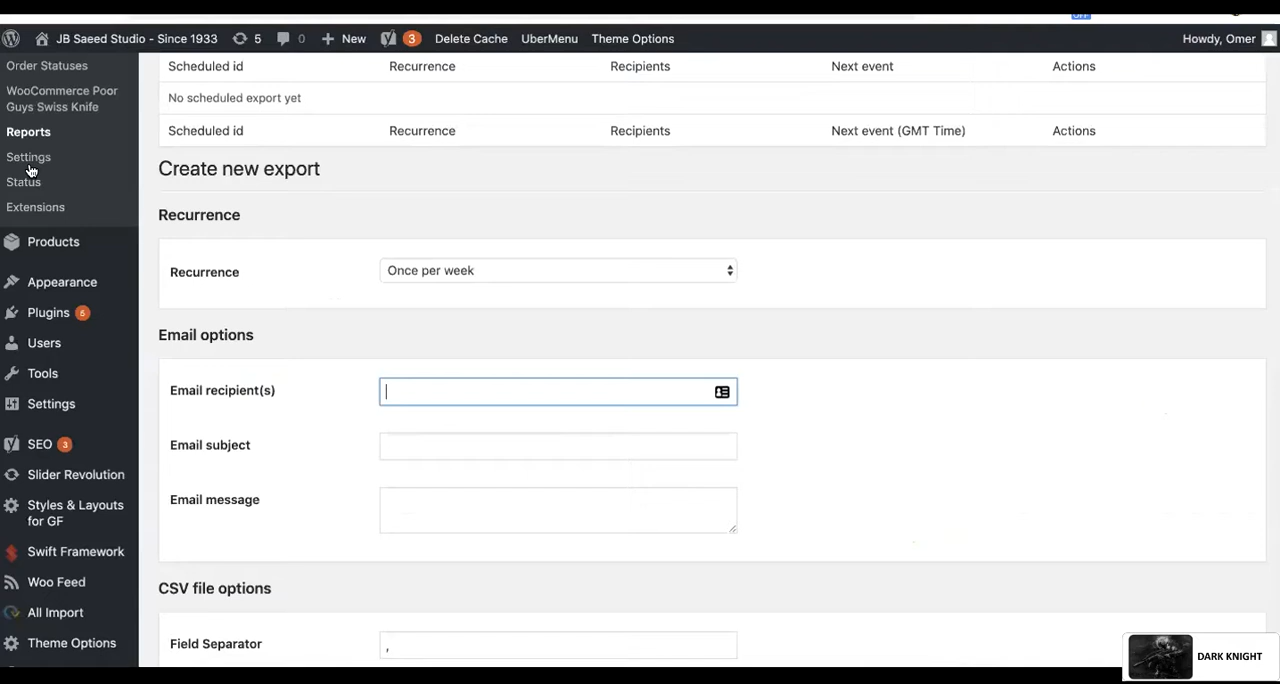 OFF
JB Saeed Studio - Since 1933 5 0 New 3 Delete Cache UberMenu Theme Options Howdy, Omer
Order Statuses
WooCommerce Poor
Guys Swiss Knife
Reports
Settings
Status
Extensions
Products
Appearance
Plugins 6
Users
Tools
Settings
SEO 3
Slider Revolution
Styles & Layouts
for GF
Swift Framework
Woo Feed
All Import
Theme Options
Scheduled id Recurrence Recipients Next event Actions
No scheduled export yet
Scheduled id Recurrence Recipients Next event (GMT Time) Actions
Create new export
Recurrence
Recurrence Once per week
Email options
Email recipient(s)
Email subject
Email message
CSV file options
Field Separator ,
DARK KNIGHT